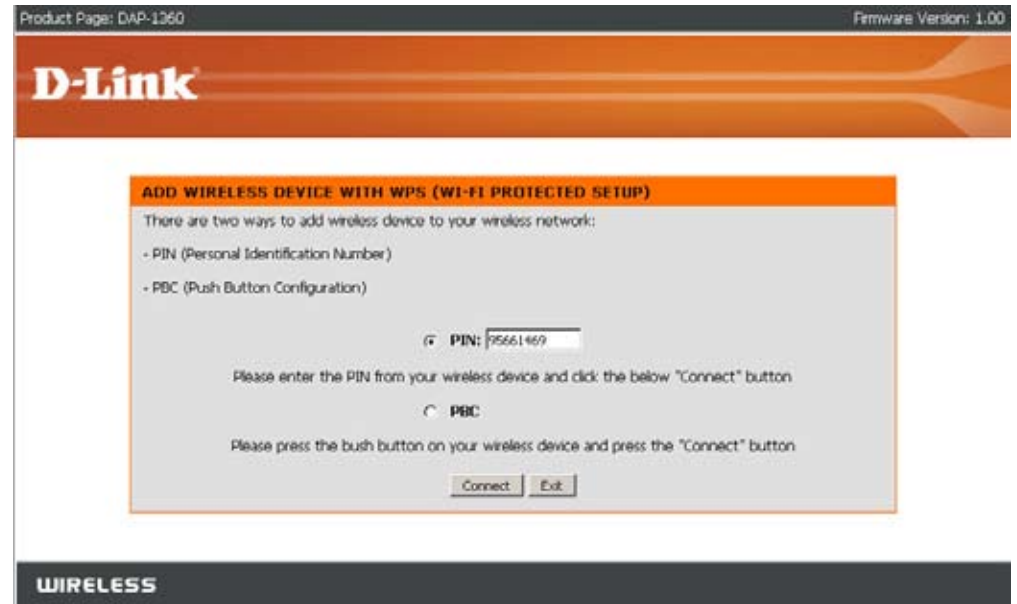 Product Page: DAP-1360 Firmware Version: 1.00
D-Link
ADD WIRELESS DEVICE WITH WPS (WI-FI PROTECTED SETUP)
There are two ways to add wireless device to your wireless network:
- PIN (Personal Identification Number)
- PBC (Push Button Configuration)
PIN: 95661469
Please enter the PIN from your wireless device and click the below "Connect" button
PBC
Please press the bush button on your wireless device and press the "Connect" button
Connect Exit
WIRELESS